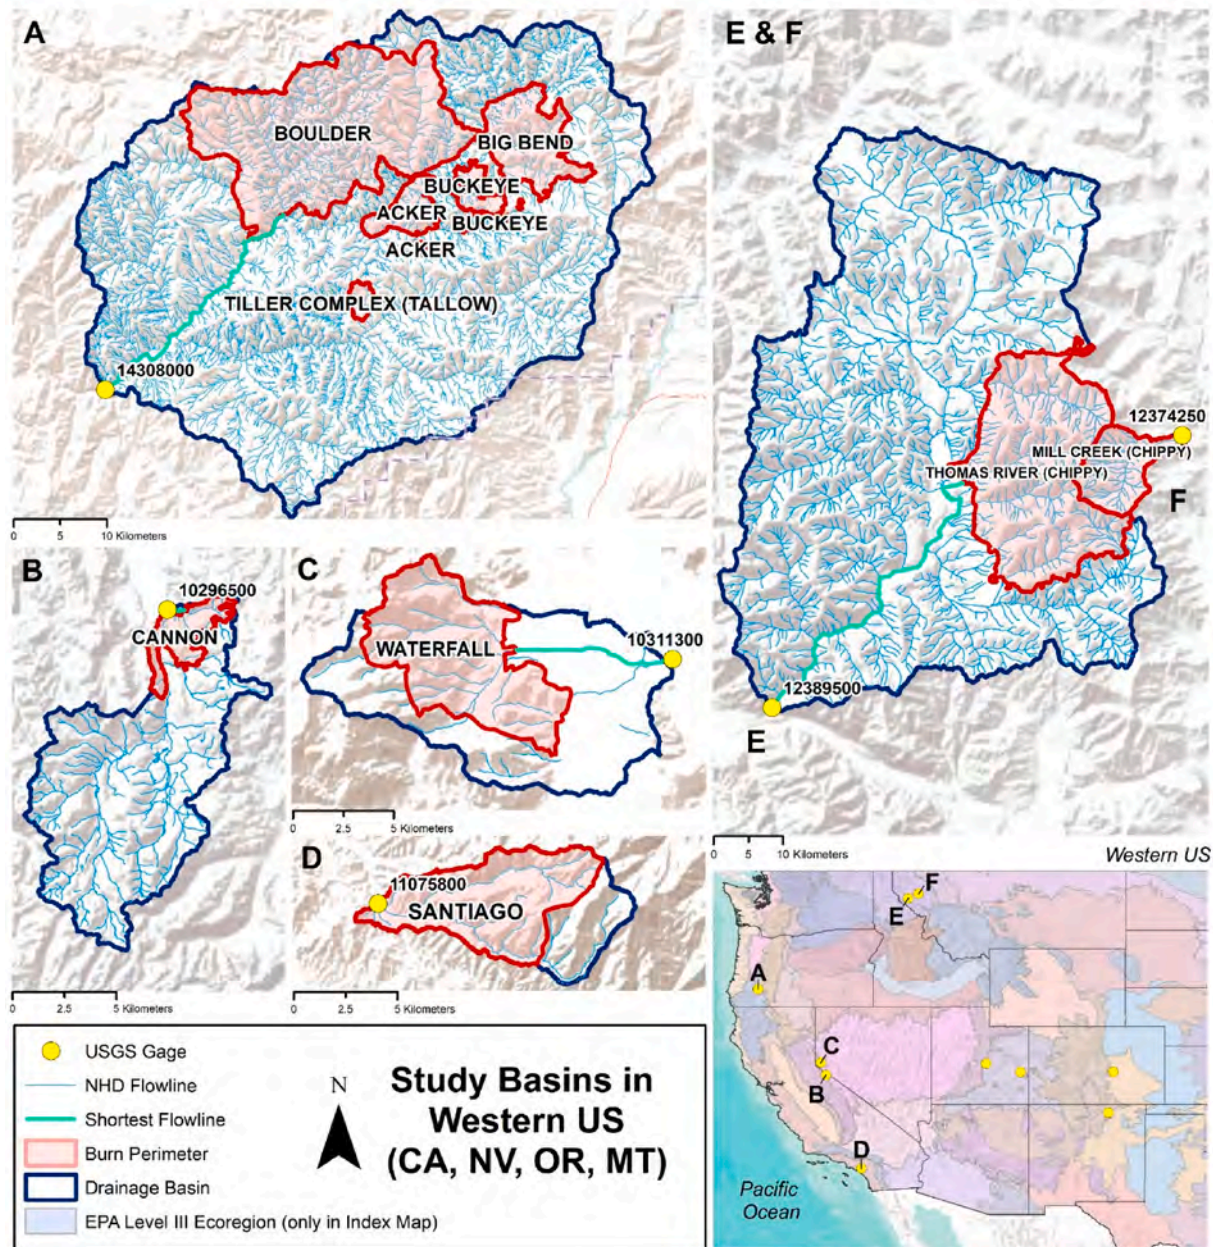 A
BOULDER
BIG BEND
BUCKEYE
ACKER
BUCKEYE
ACKER
TILLER COMPLEX (TALLOW)
14308000
0 5 10 Kilometers
E & F
12374250
MILL CREEK (CHIPPY)
THOMAS RIVER (CHIPPY)
F
12389500
E
0 5 10 Kilometers
B
10296500
CANNON
0 2.5 5 Kilometers
C
WATERFALL
10311300
0 2.5 5 Kilometers
D
11075800
SANTIAGO
0 2.5 5 Kilometers
Western US
F
E
A
C
B
D
Pacific
Ocean
USGS Gage
NHD Flowline
Shortest Flowline
Burn Perimeter
Drainage Basin
EPA Level III Ecoregion (only in Index Map)
N
Study Basins in
Western US
(CA, NV, OR, MT)